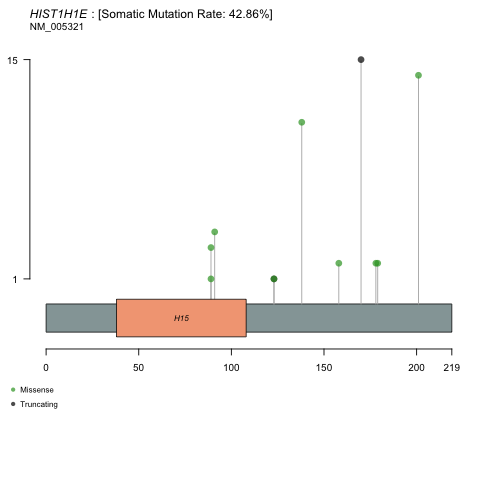 HIST1H1E : [Somatic Mutation Rate: 42.86%]
NM_005321
15
1
H15
0 50 100 150 200 219
Missense
Truncating